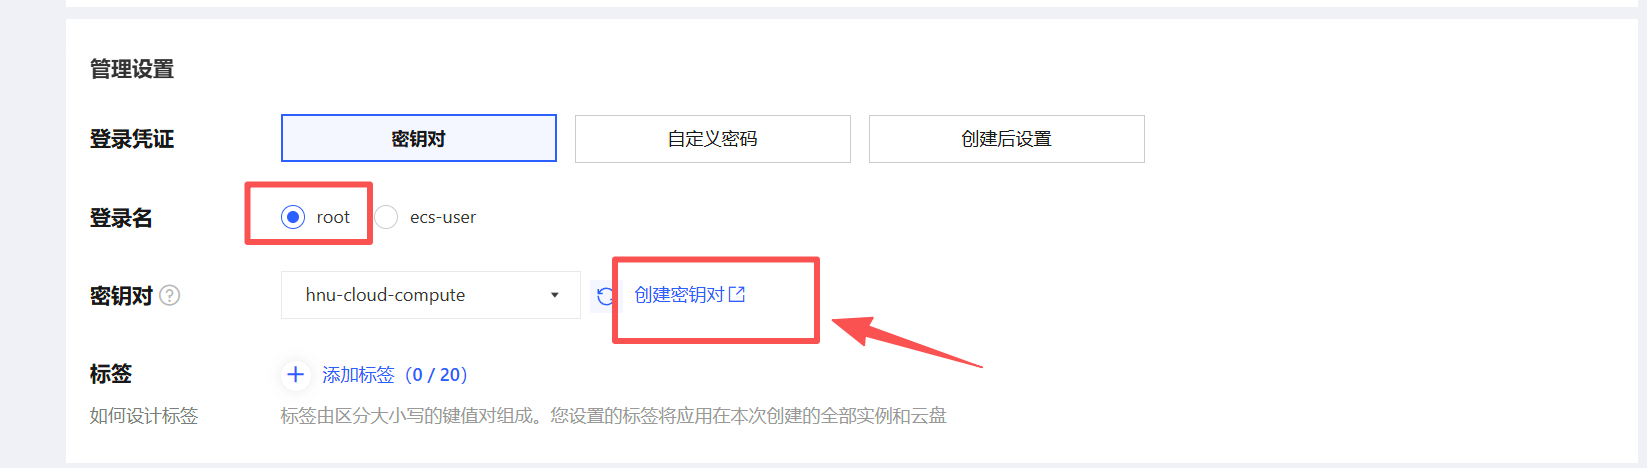 管理设置
登录凭证 密钥对 自定义密码 创建后设置
登录名 root ecs-user
密钥对 ? hnu-cloud-compute 创建密钥对
标签 + 添加标签（0 / 20）
如何设计标签 标签由区分大小写的键值对组成。您设置的标签将应用在本次创建的全部实例和云盘